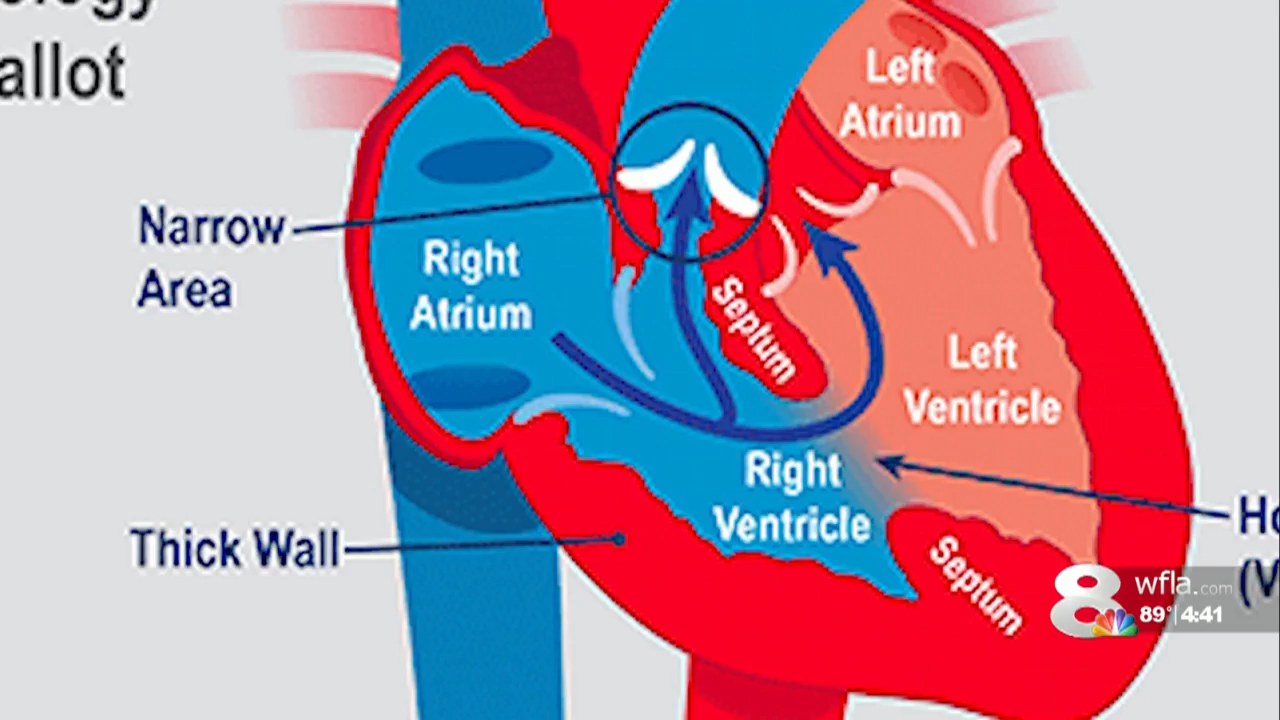 allot
Left
Atrium
Narrow
Area
Right
Atrium
Septum
Left
Ventricle
Right
Ventricle
Thick Wall
Septum
8 wfla.com
89° | 4:41